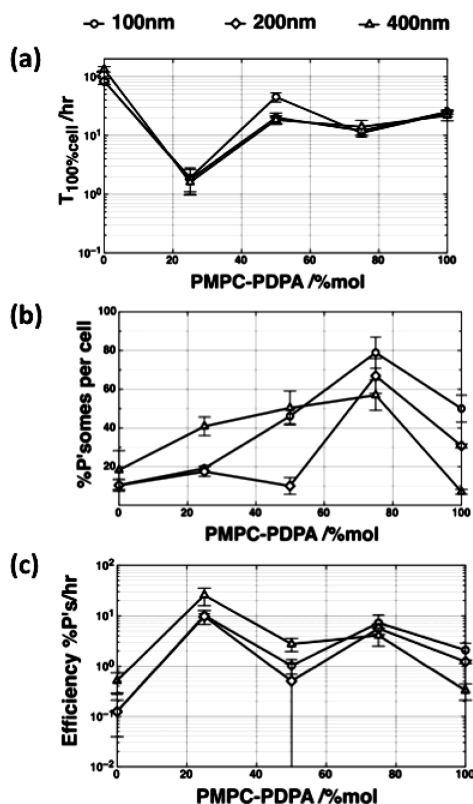 100nm 200nm 400nm
(a)
T100%cell /hr
10²
10¹
10⁰
10⁻¹
0 20 40 60 80 100
PMPC-PDPA /%mol
(b)
%P'somes per cell
100
80
60
40
20
0 20 40 60 80 100
PMPC-PDPA /%mol
(c)
Efficiency %P's/hr
10²
10¹
10⁰
10⁻¹
10⁻²
0 20 40 60 80 100
PMPC-PDPA /%mol